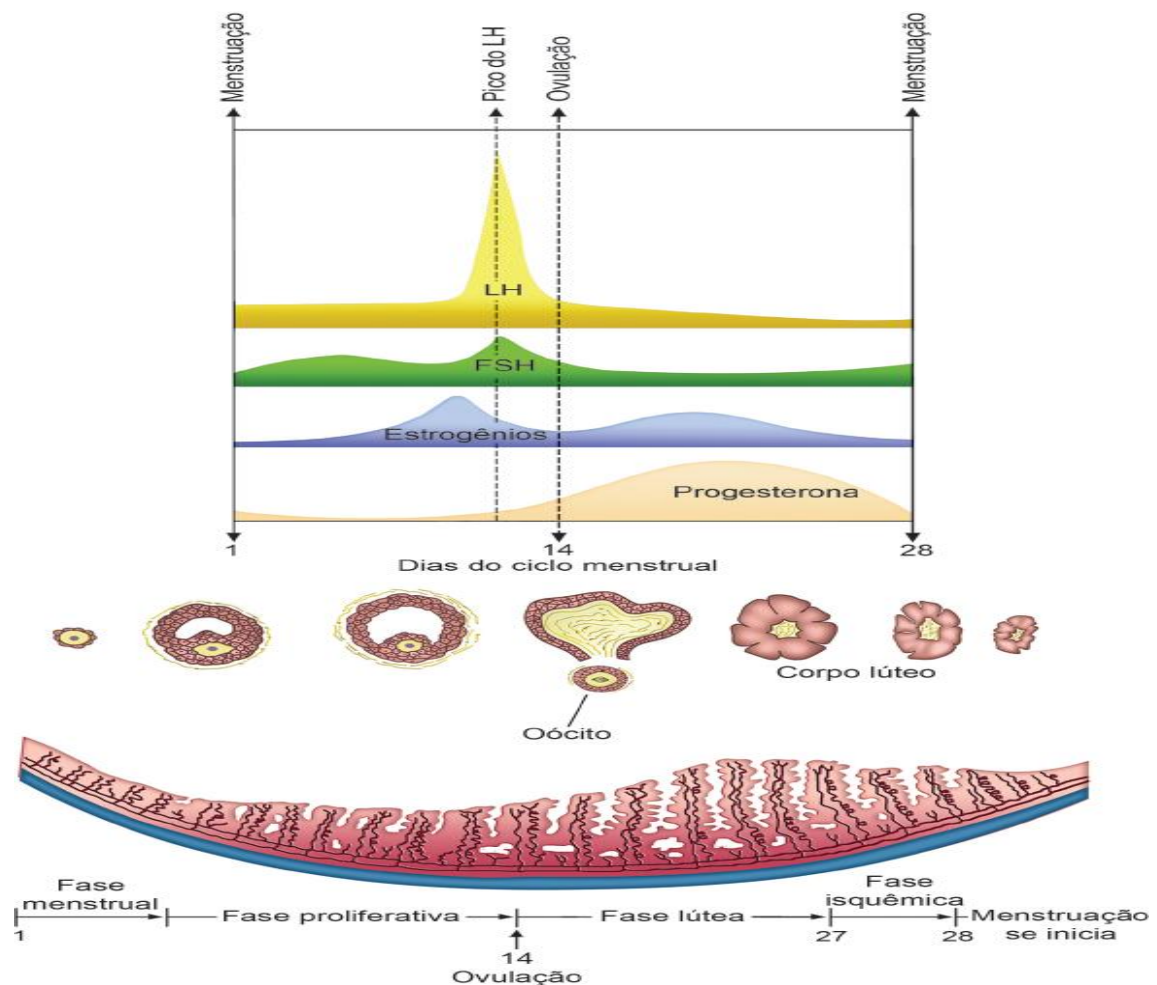 Menstruação
Pico do LH
Ovulação
Menstruação
LH
FSH
Estrogênios
Progesterona
1
14
28
Dias do ciclo menstrual
Corpo lúteo
Oócito
Fase
menstrual
Fase proliferativa
Fase lútea
Fase
isquêmica
Menstruação
se inicia
1
14
27
28
Ovulação